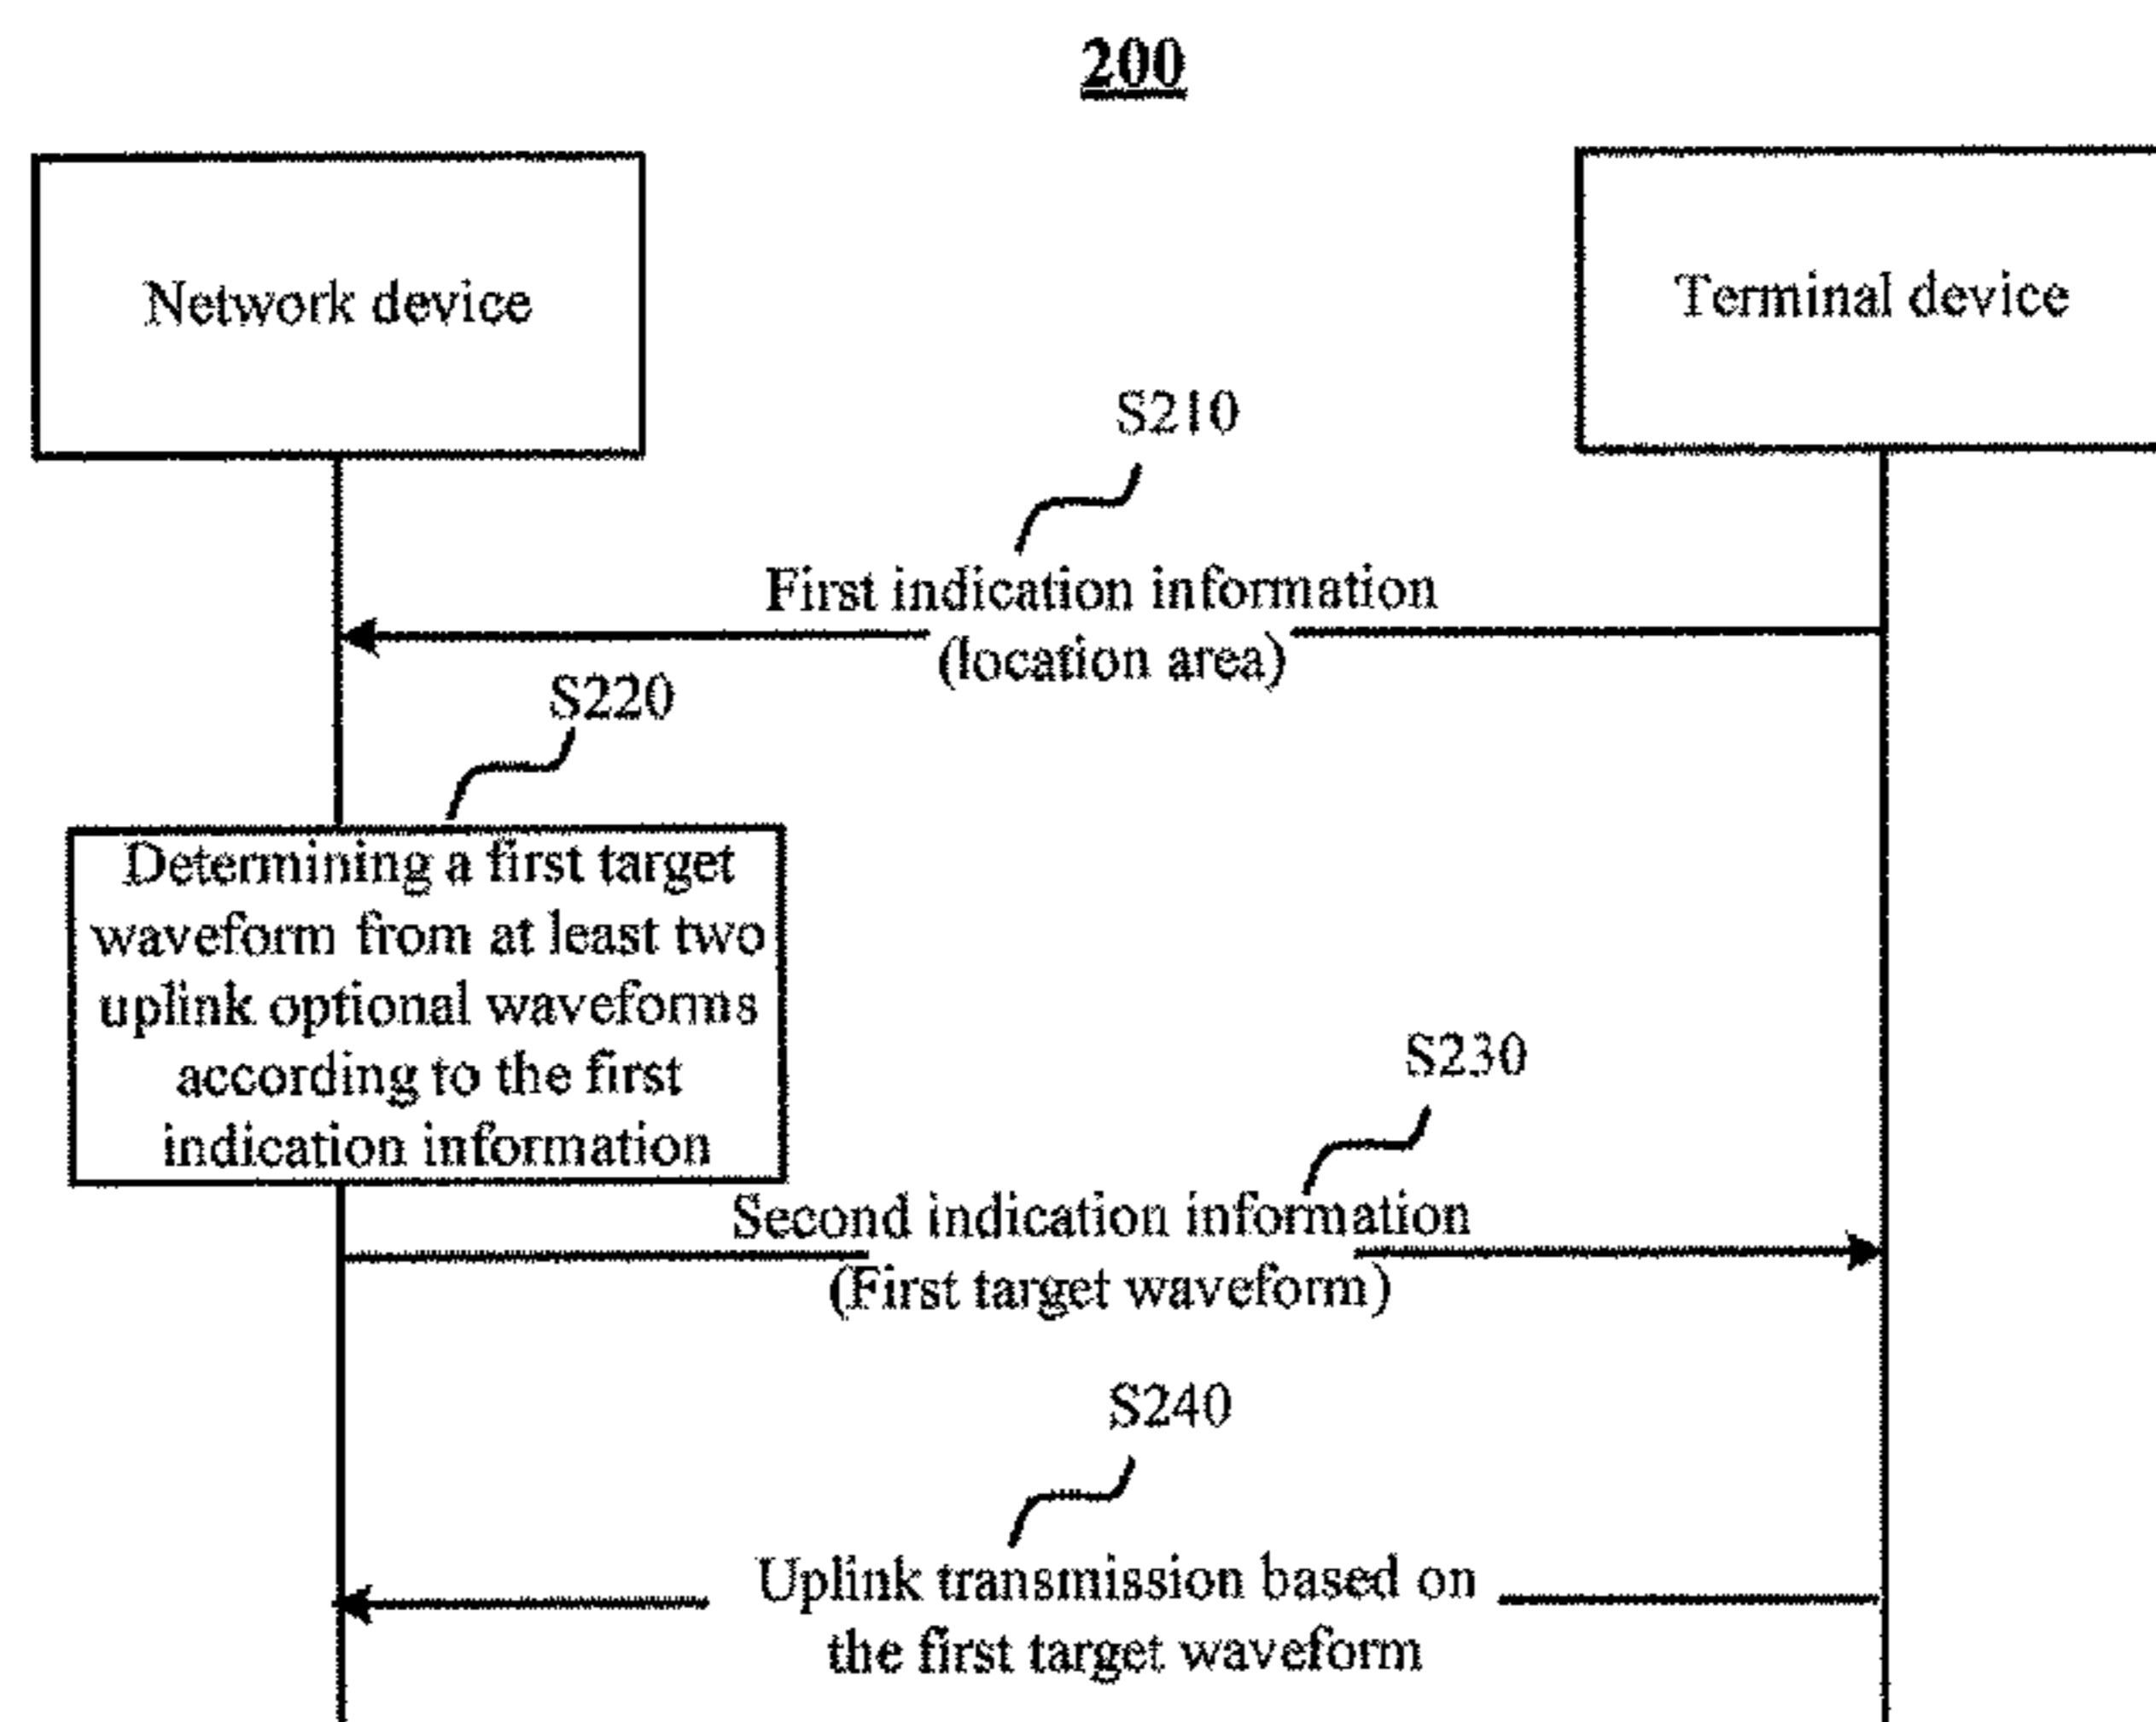 200
Network device
Terminal device
S210
First indication information
(location area)
S220
Determining a first target
waveform from at least two
uplink optional waveforms
according to the first
indication information
S230
Second indication information
(First target waveform)
S240
Uplink transmission based on
the first target waveform